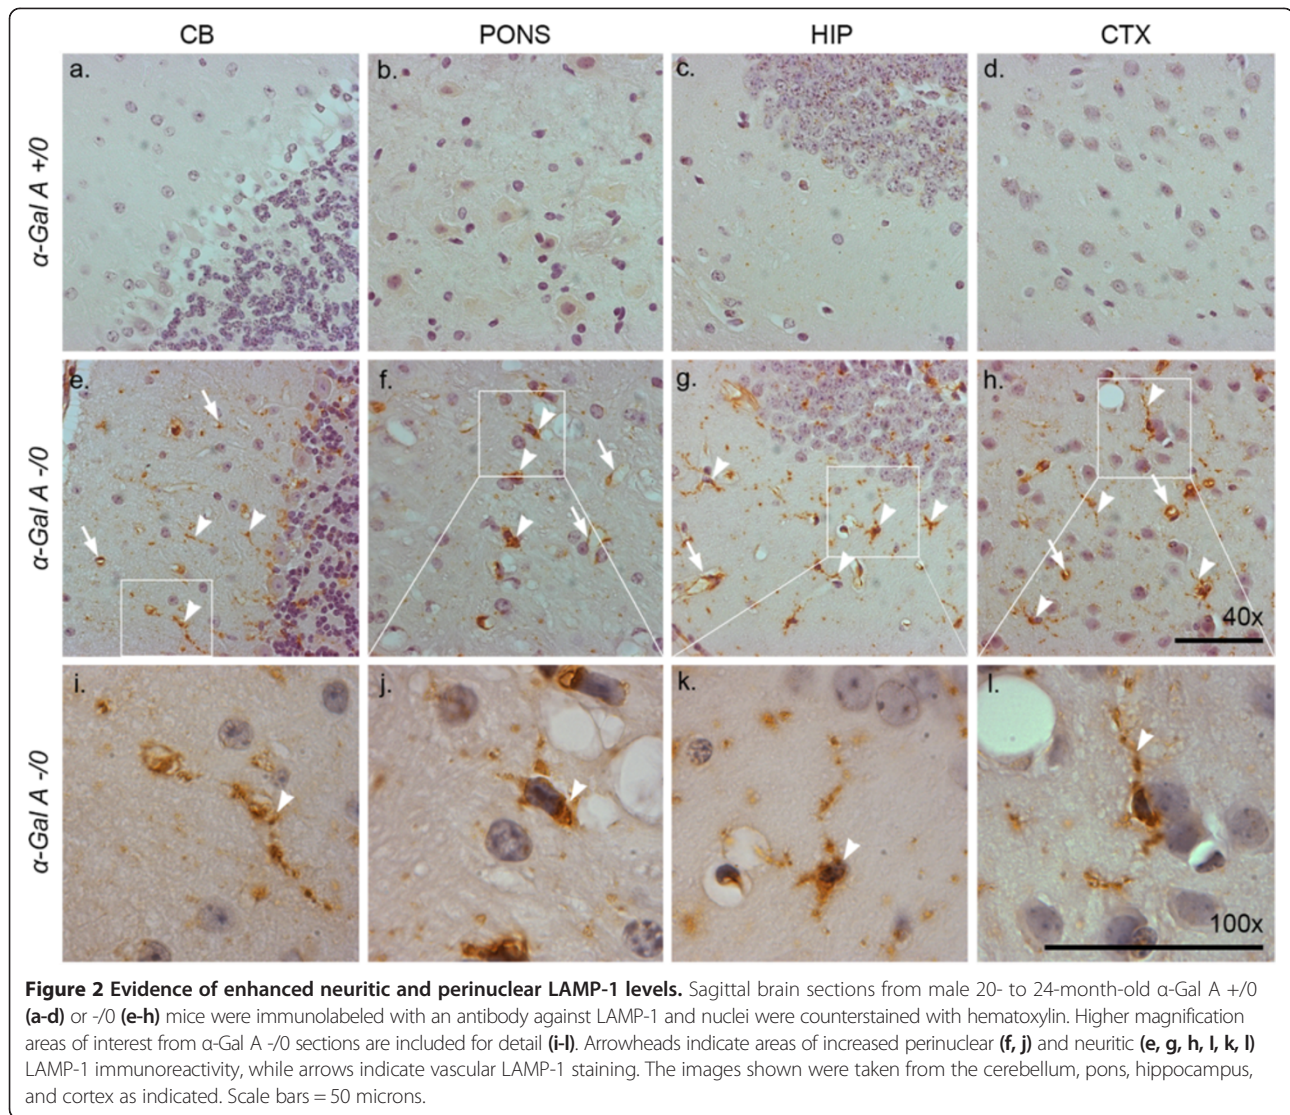 CB PONS HIP CTX
α-Gal A +/0
a. b. c. d.
α-Gal A -/0
e. f. g. h.
40x
α-Gal A -/0
i. j. k. l.
100x
Figure 2 Evidence of enhanced neuritic and perinuclear LAMP-1 levels. Sagittal brain sections from male 20- to 24-month-old α-Gal A +/0
(a-d) or -/0 (e-h) mice were immunolabeled with an antibody against LAMP-1 and nuclei were counterstained with hematoxylin. Higher magnification
areas of interest from α-Gal A -/0 sections are included for detail (i-l). Arrowheads indicate areas of increased perinuclear (f, j) and neuritic (e, g, h, I, k, l)
LAMP-1 immunoreactivity, while arrows indicate vascular LAMP-1 staining. The images shown were taken from the cerebellum, pons, hippocampus,
and cortex as indicated. Scale bars = 50 microns.